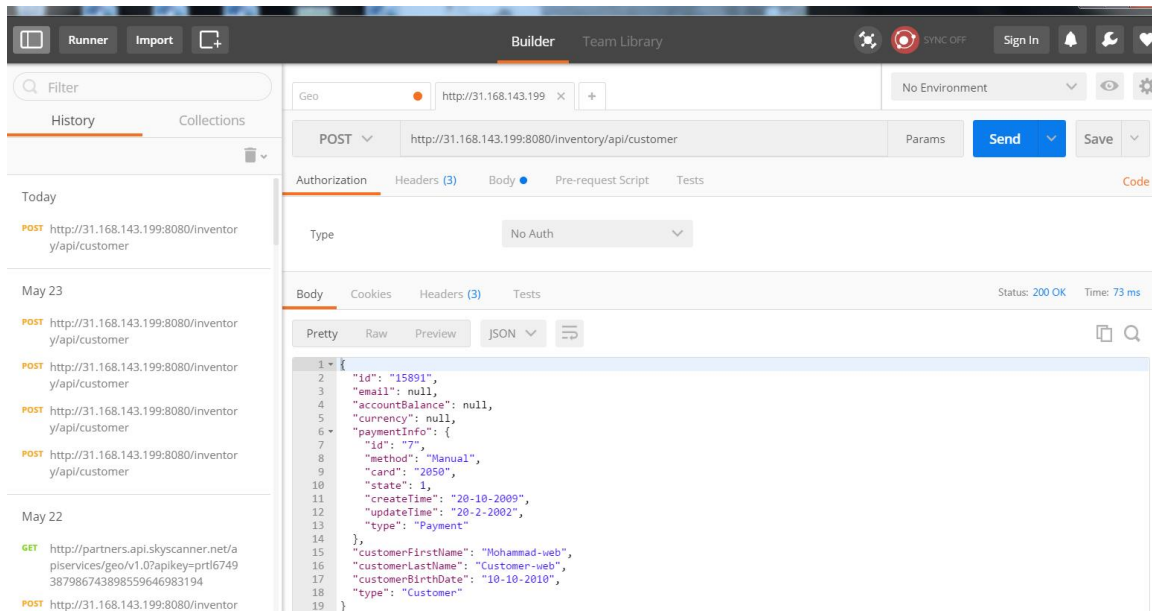 Runner Import Builder Team Library SYNC OFF Sign In
Filter
History Collections
Today
POST http://31.168.143.199:8080/inventor
y/api/customer
May 23
POST http://31.168.143.199:8080/inventor
y/api/customer
POST http://31.168.143.199:8080/inventor
y/api/customer
POST http://31.168.143.199:8080/inventor
y/api/customer
POST http://31.168.143.199:8080/inventor
y/api/customer
May 22
GET http://partners.api.skyscanner.net/a
piservices/geo/v1.0?apikey=prtl6749
387986743898559646983194
POST http://31.168.143.199:8080/inventor
Geo http://31.168.143.199 × +
No Environment
POST http://31.168.143.199:8080/inventory/api/customer Params Send Save
Authorization Headers (3) Body Pre-request Script Tests Code
Type No Auth
Body Cookies Headers (3) Tests Status: 200 OK Time: 73 ms
Pretty Raw Preview JSON
1 {
2 "id": "15891",
3 "email": null,
4 "accountBalance": null,
5 "currency": null,
6 "paymentInfo": {
7 "id": "7",
8 "method": "Manual",
9 "card": "2050",
10 "state": 1,
11 "createTime": "20-10-2009",
12 "updateTime": "20-2-2002",
13 "type": "Payment"
14 },
15 "customerFirstName": "Mohammad-web",
16 "customerLastName": "Customer-web",
17 "customerBirthDate": "10-10-2010",
18 "type": "Customer"
19 }